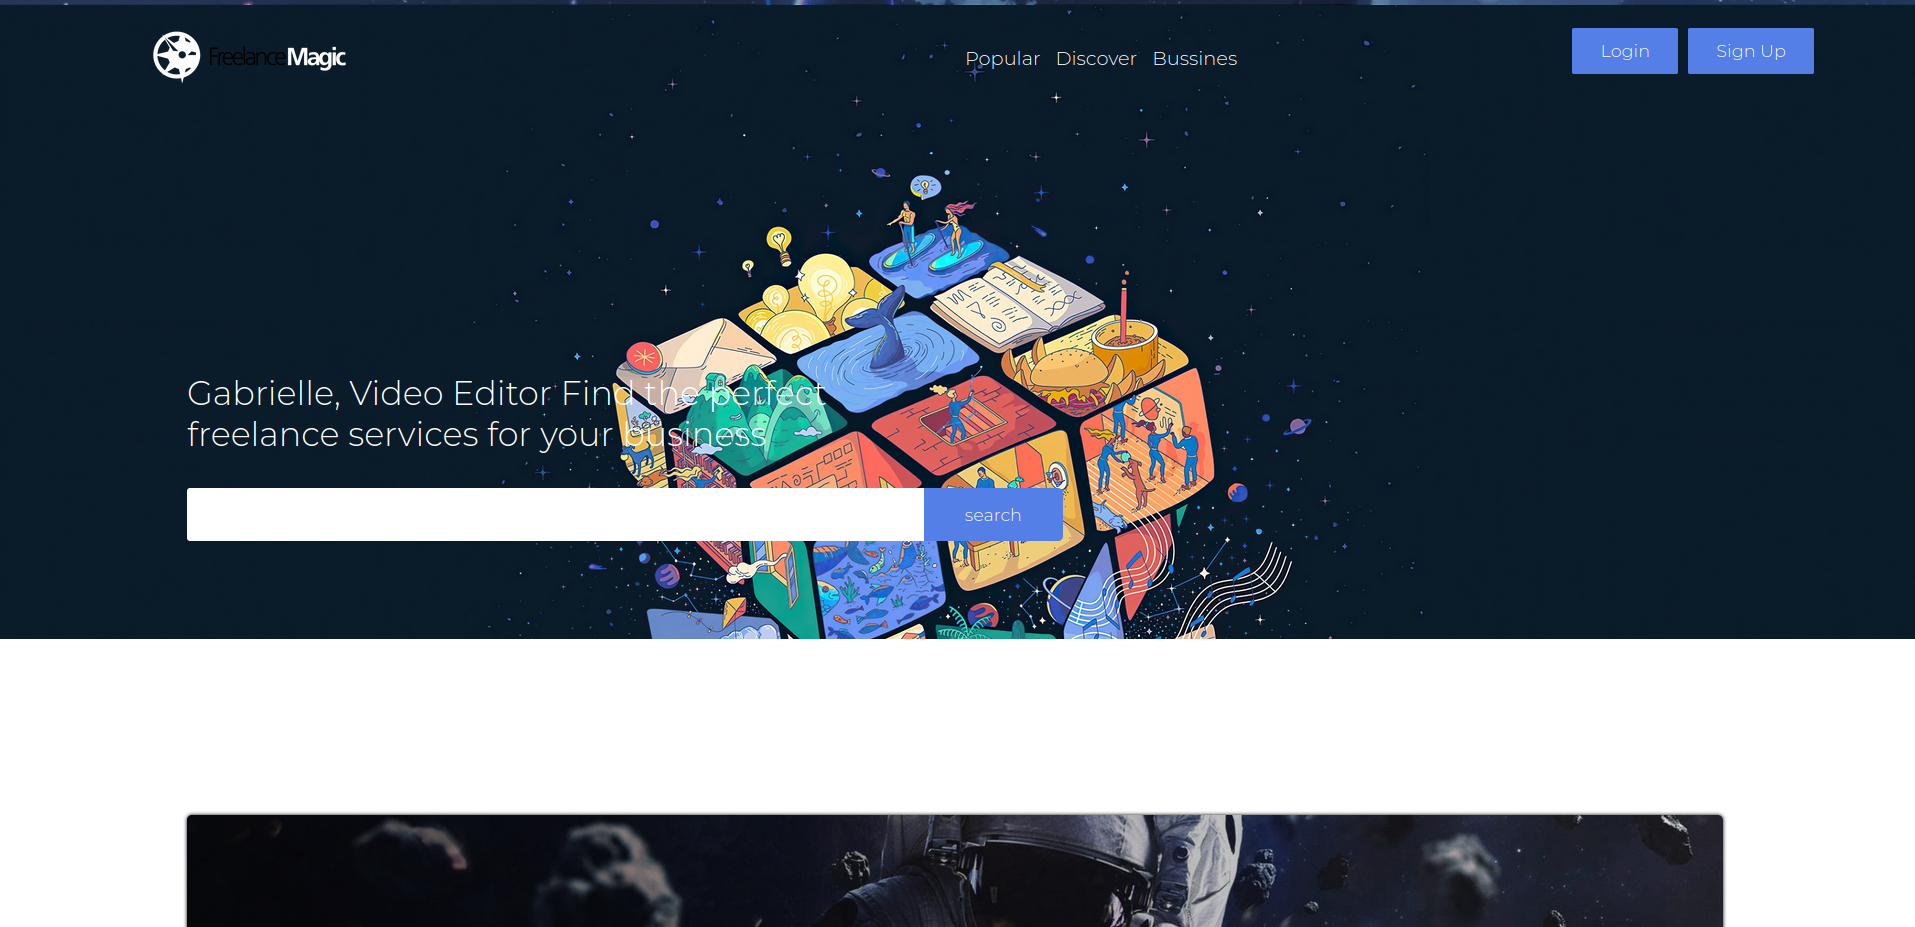 FreelanceMagic
Popular Discover Bussines
Login
Sign Up
Gabrielle, Video Editor Find the perfect
freelance services for your business
search